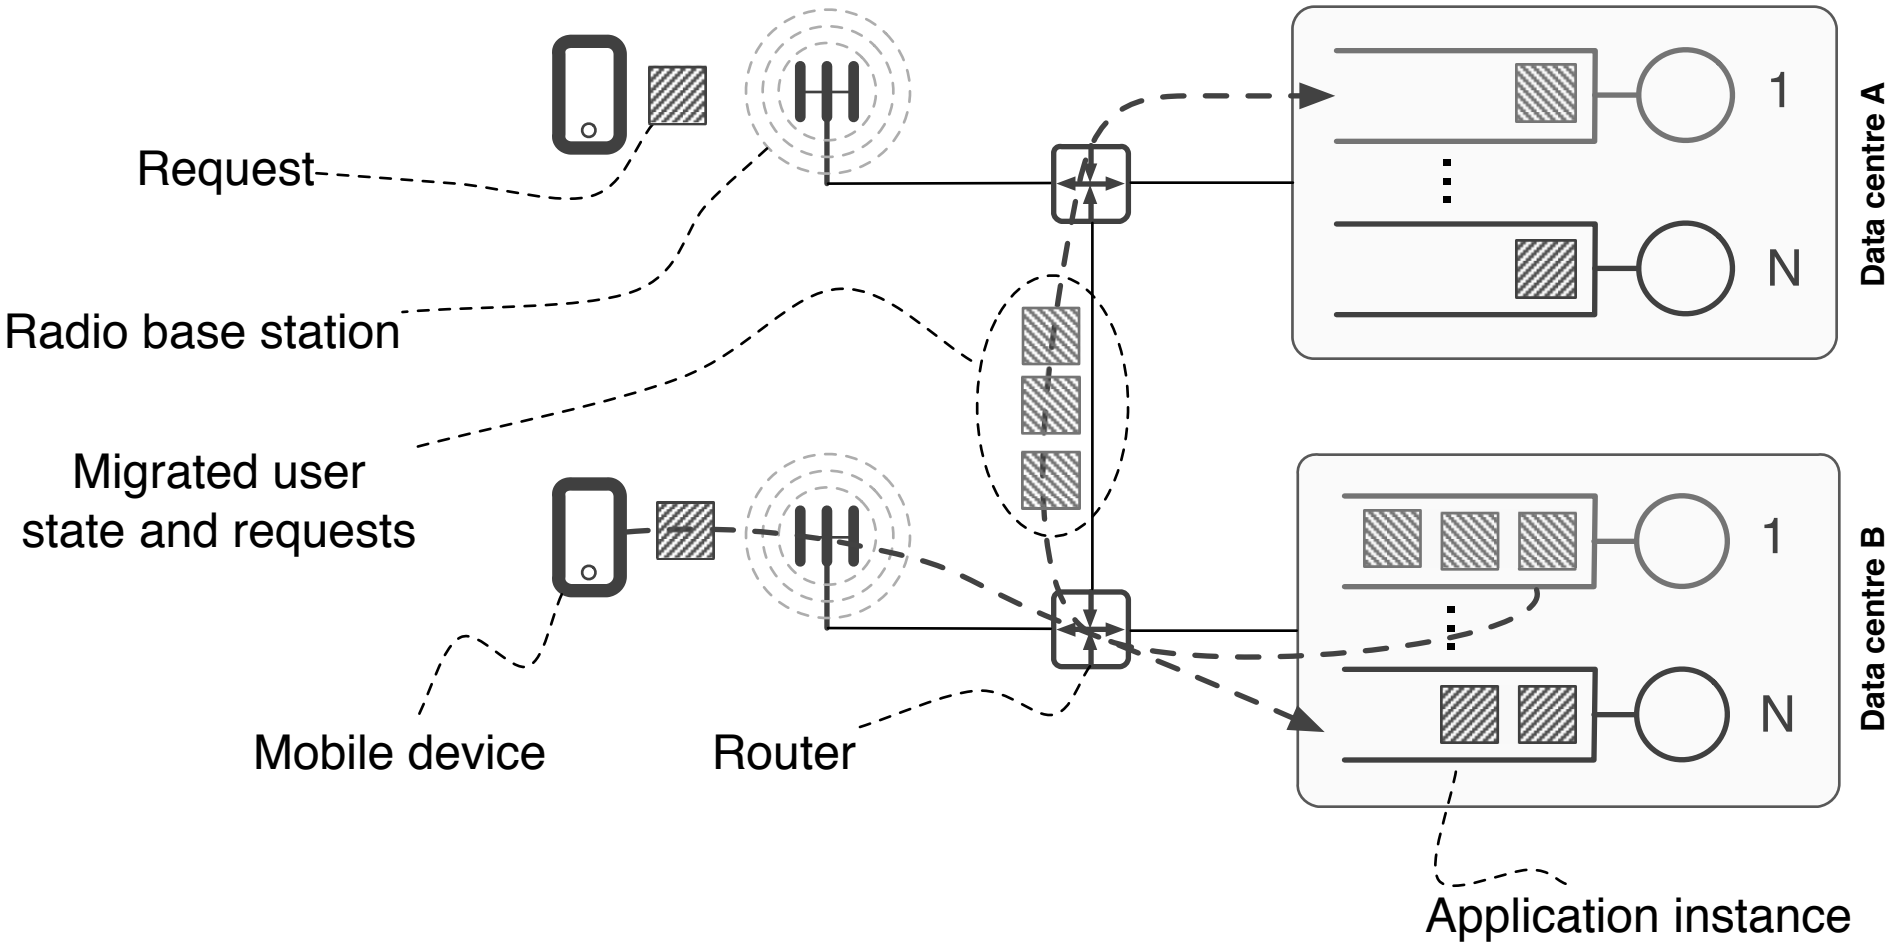 Request
Radio base station
Migrated user
state and requests
Mobile device
Router
1
N
Data centre A
1
N
Data centre B
Application instance